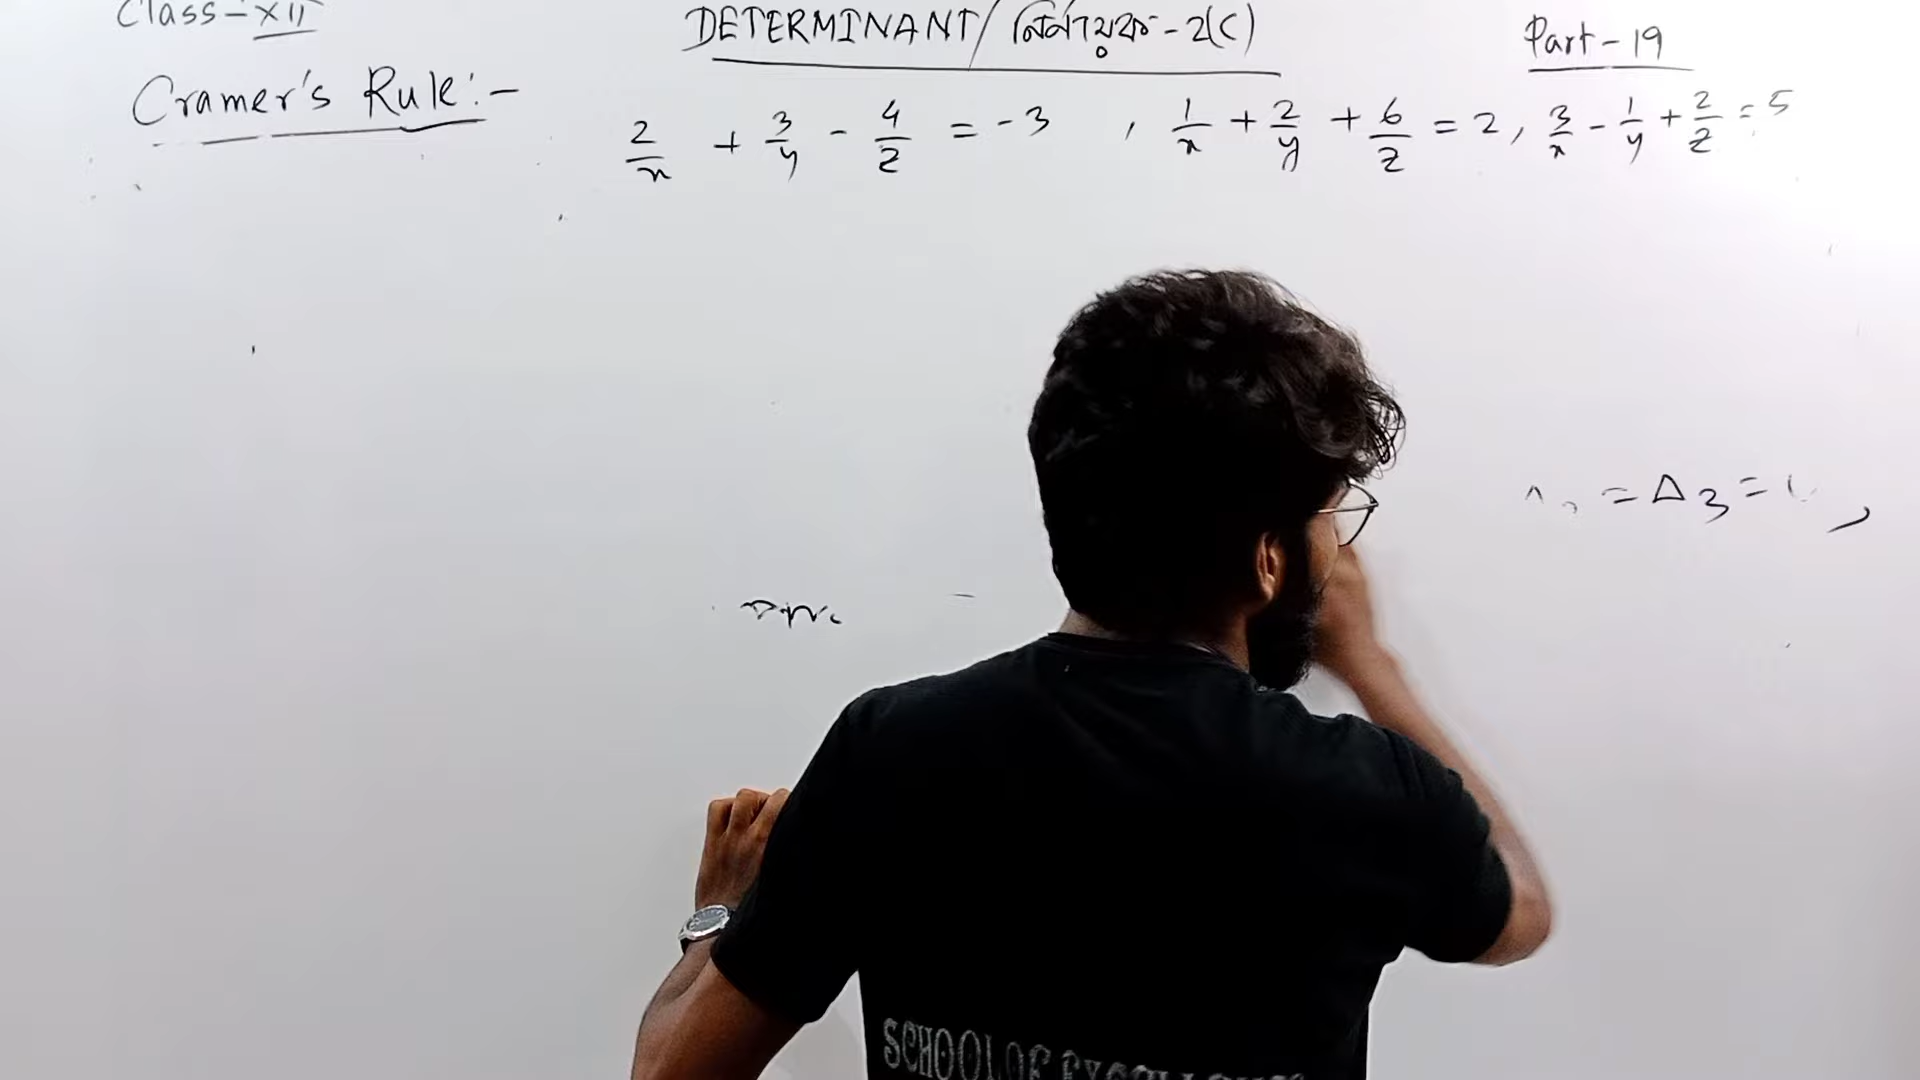 Class-XII
DETERMINANT/ -2(C)
Part-19
Cramer's Rule:-
2/x + 3/y - 4/z = -3 , 1/x + 2/y + 6/z = 2, 3/x - 1/y + 2/z = 5
= Δ3 =
SCHOOL OF